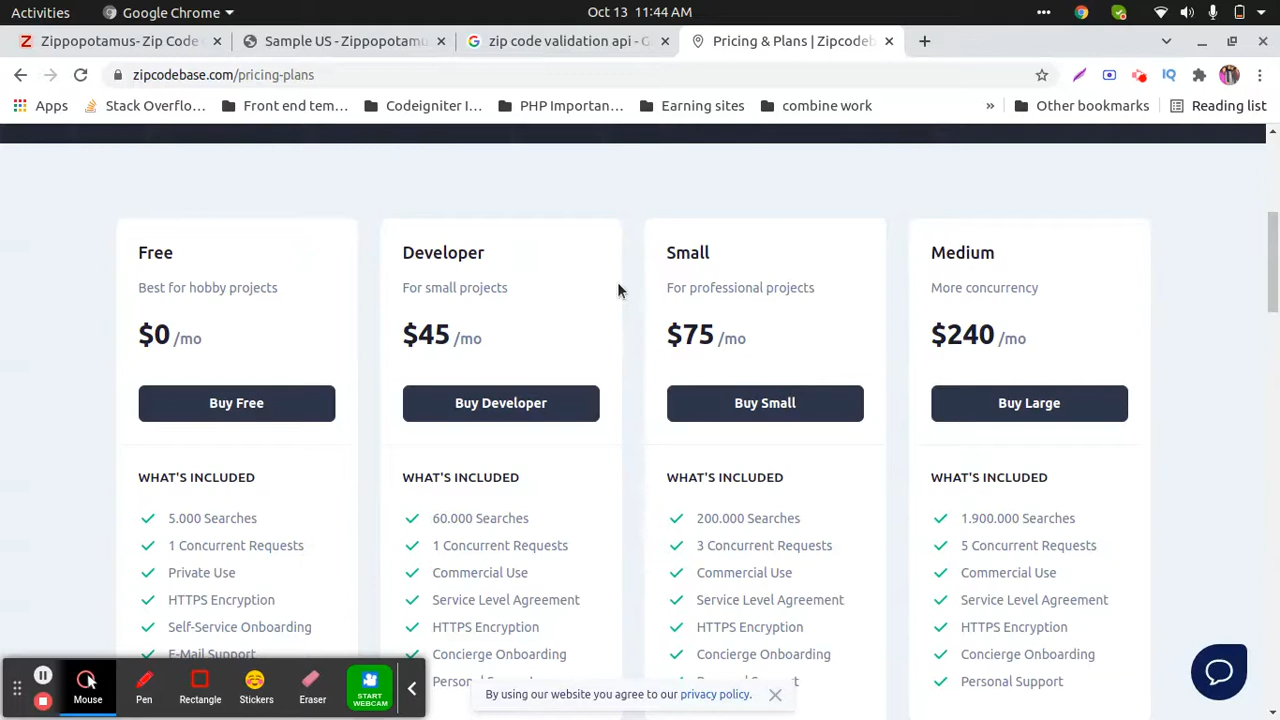 Activities
Google Chrome
Oct 13 11:44 AM
Zippopotamus- Zip Code
Sample US - Zippopotamu
zip code validation api - G
Pricing & Plans | Zipcodeb
zipcodebase.com/pricing-plans
IQ
Apps
Stack Overflo...
Front end tem...
Codeigniter I...
PHP Importan...
Earning sites
combine work
»
Other bookmarks
Reading list
Free
Best for hobby projects
$0 /mo
Buy Free
WHAT'S INCLUDED
5.000 Searches
1 Concurrent Requests
Private Use
HTTPS Encryption
Self-Service Onboarding
E-Mail Support
Developer
For small projects
$45 /mo
Buy Developer
WHAT'S INCLUDED
60.000 Searches
1 Concurrent Requests
Commercial Use
Service Level Agreement
HTTPS Encryption
Concierge Onboarding
Small
For professional projects
$75 /mo
Buy Small
WHAT'S INCLUDED
200.000 Searches
3 Concurrent Requests
Commercial Use
Service Level Agreement
HTTPS Encryption
Concierge Onboarding
Medium
More concurrency
$240 /mo
Buy Large
WHAT'S INCLUDED
1.900.000 Searches
5 Concurrent Requests
Commercial Use
Service Level Agreement
HTTPS Encryption
Concierge Onboarding
Personal Support
Mouse
Pen
Rectangle
Stickers
Eraser
START
WEBCAM
By using our website you agree to our privacy policy.